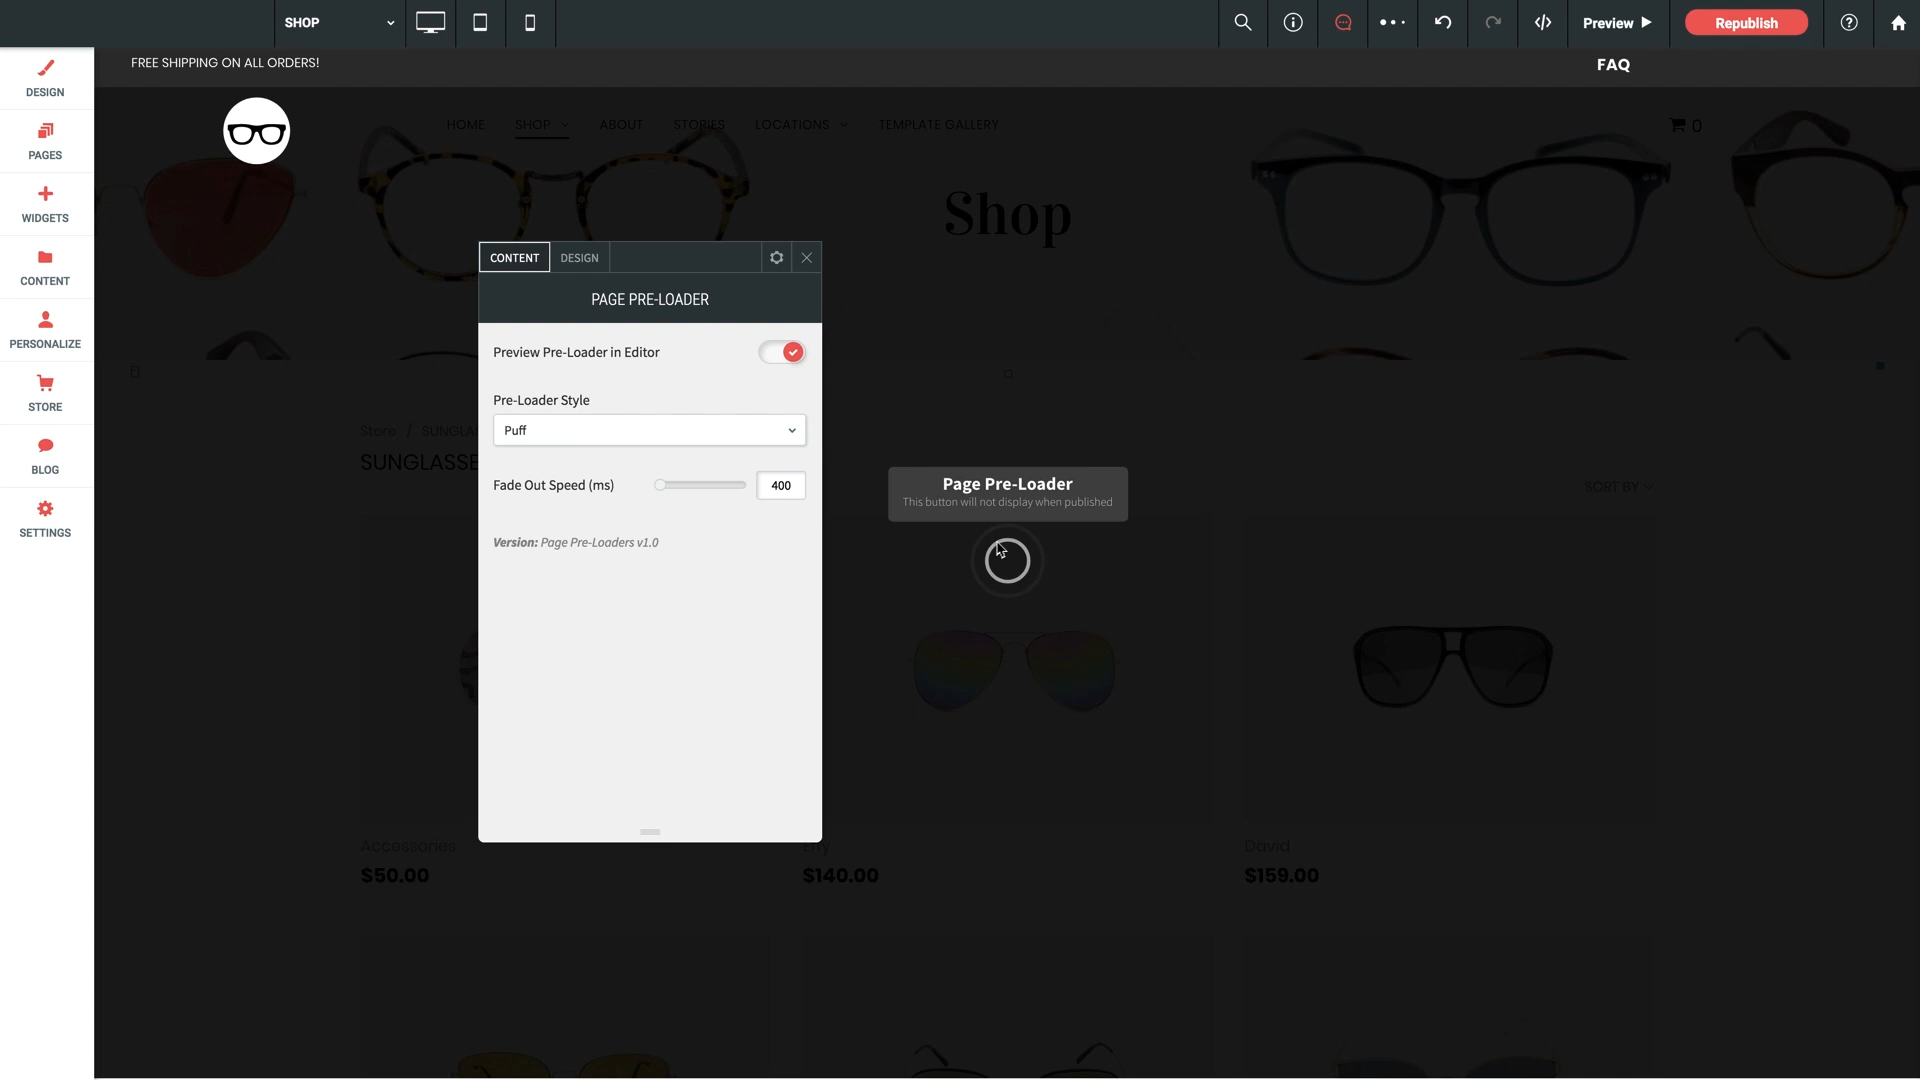 SHOP
Preview
Republish
DESIGN
PAGES
WIDGETS
CONTENT
PERSONALIZE
STORE
BLOG
SETTINGS
FREE SHIPPING ON ALL ORDERS!
FAQ
HOME
SHOP
ABOUT
STORIES
LOCATIONS
TEMPLATE GALLERY
0
Shop
CONTENT
DESIGN
PAGE PRE-LOADER
Preview Pre-Loader in Editor
Pre-Loader Style
Puff
Fade Out Speed (ms)
400
Version: Page Pre-Loaders v1.0
Store /
SORT BY
Page Pre-Loader
This button will not display when published
Accessories
$50.00
$140.00
David
$159.00